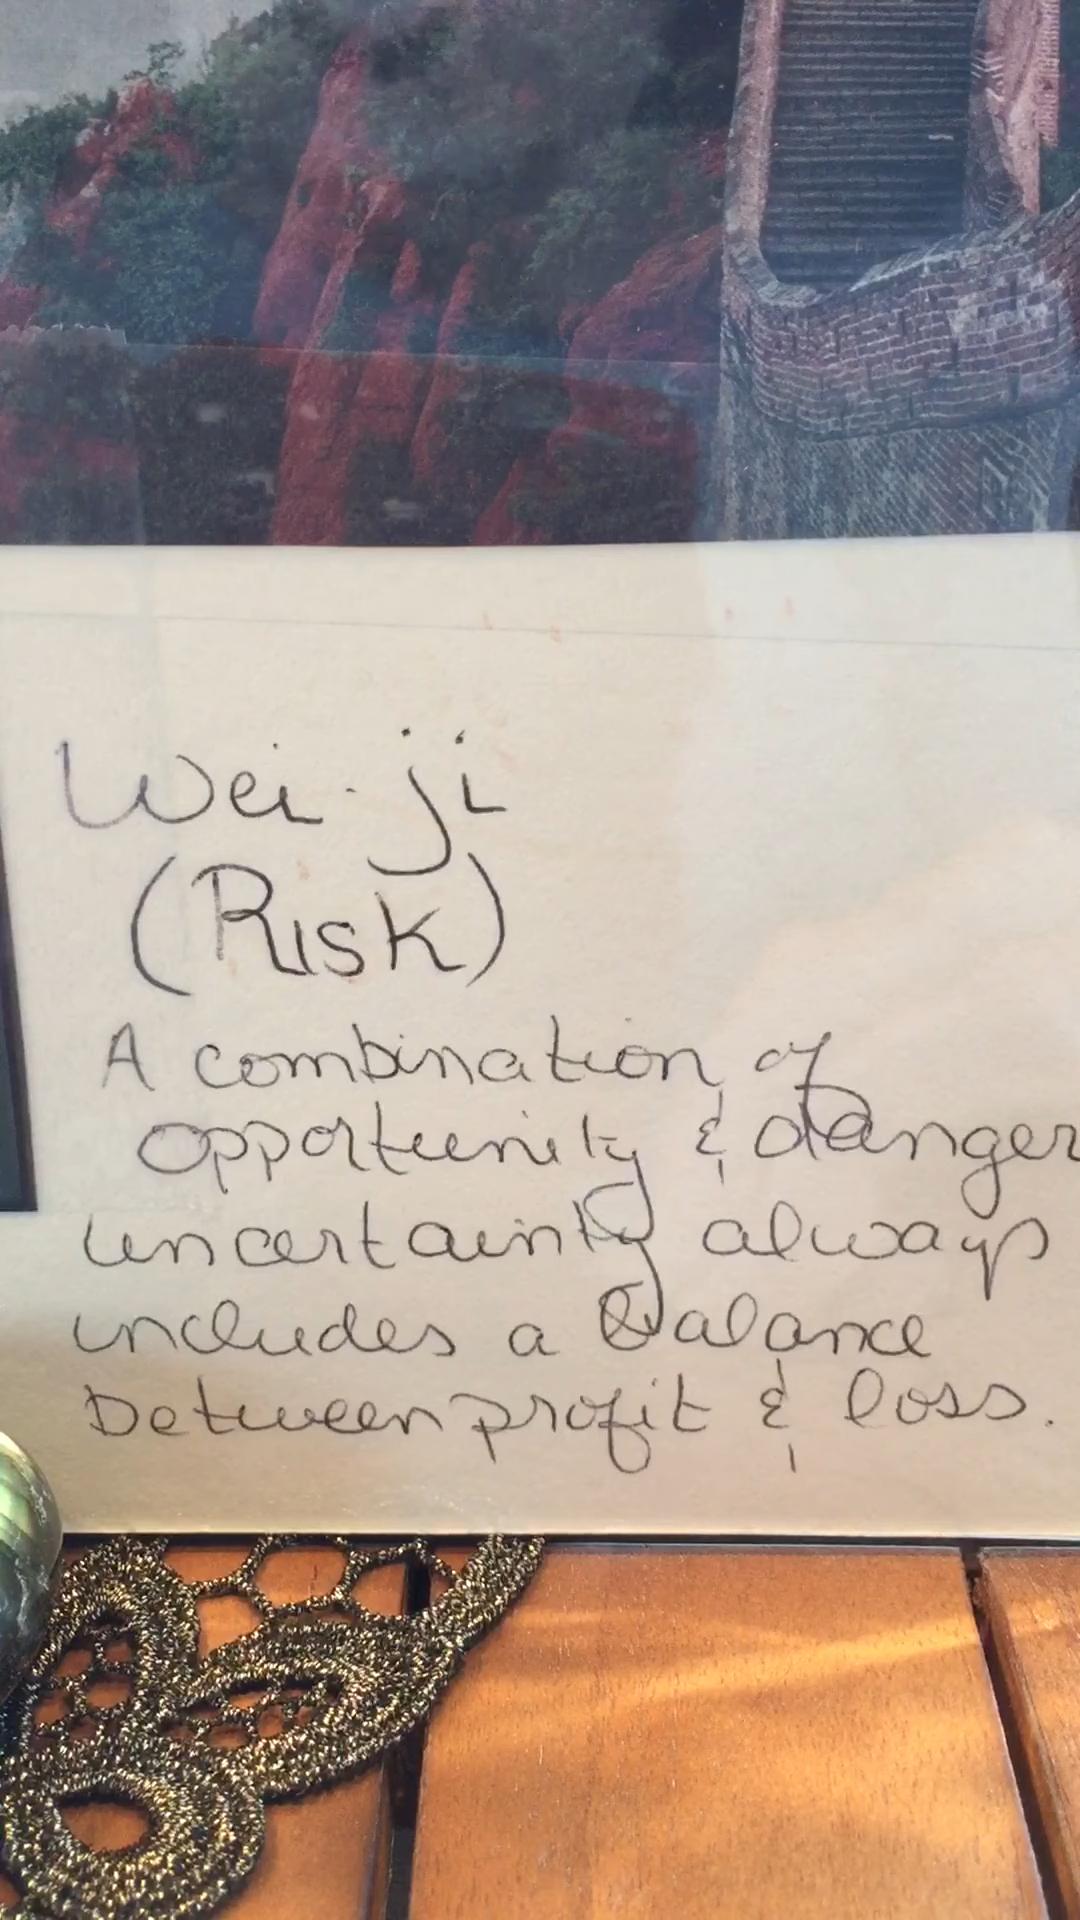 Wei-ji
(Risk)
A combination of
opportunity & danger
uncertainty always
includes a balance
between profit & loss.